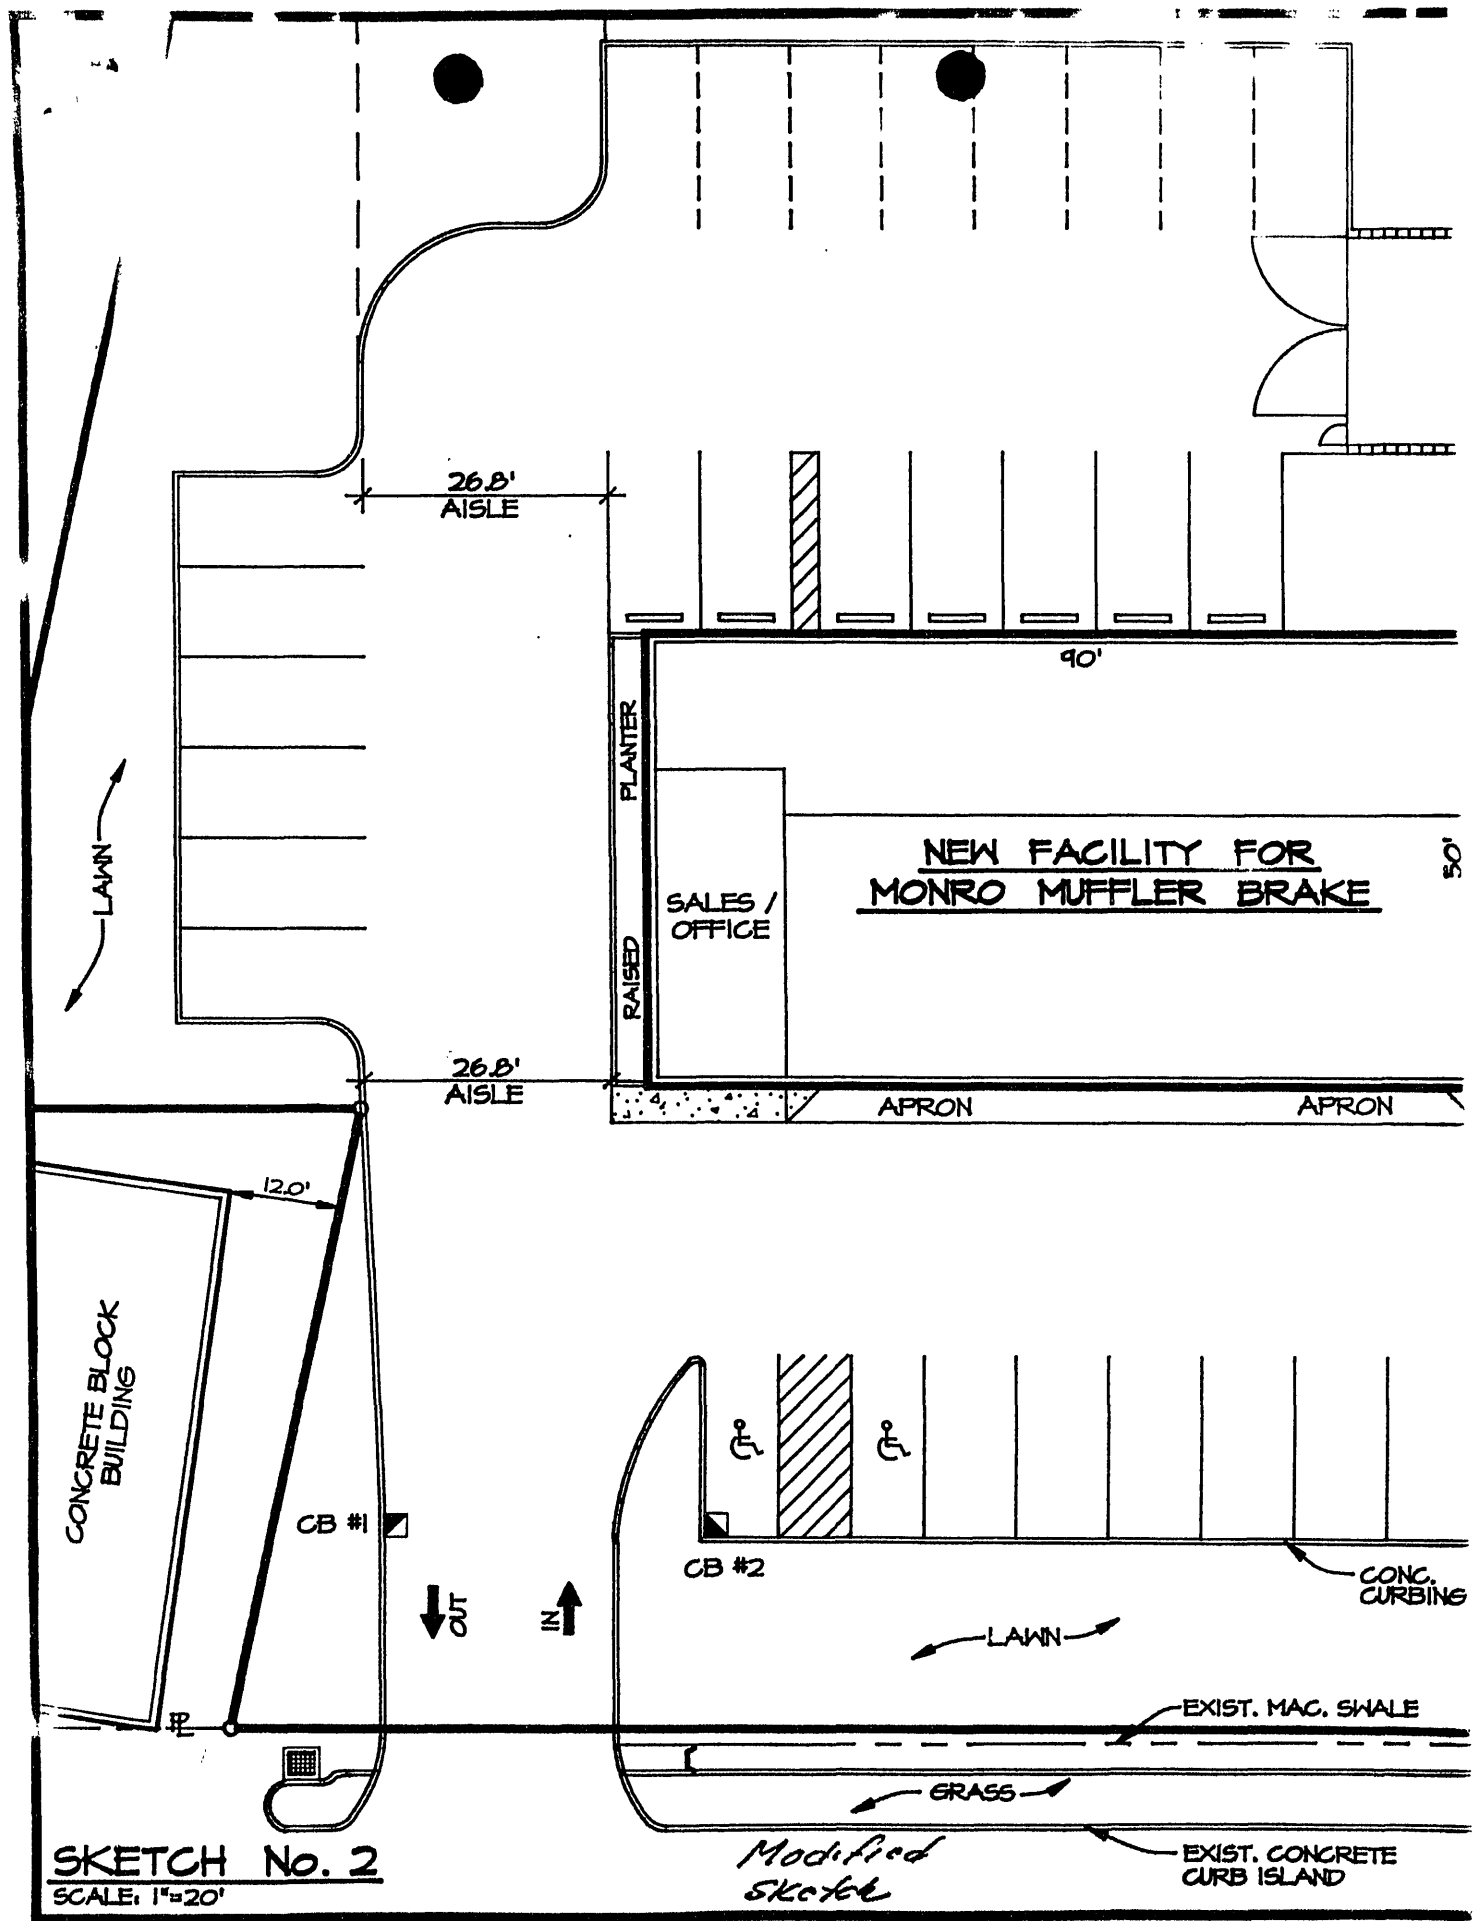 26.8'
AISLE
90'
PLANTER
RAISED
LAWN
NEW FACILITY FOR
MONRO MUFFLER BRAKE
50'
SALES /
OFFICE
26.8'
AISLE
APRON
APRON
12.0'
CONCRETE BLOCK
BUILDING
CB #1
CB #2
OUT
IN
CONC.
CURBING
LAWN
EXIST. MAC. SWALE
PL
GRASS
SKETCH No. 2
SCALE: 1"=20'
Modified
Sketch
EXIST. CONCRETE
CURB ISLAND